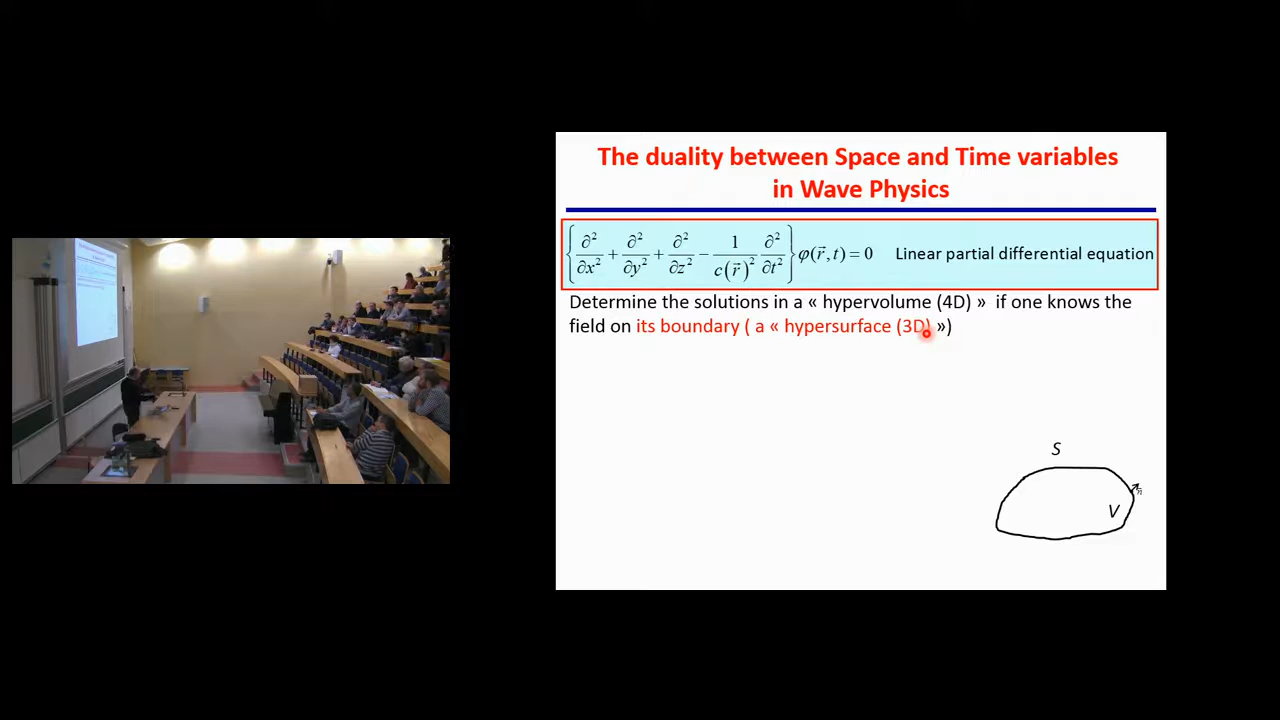 The duality between Space and Time variables
in Wave Physics
{∂²/∂x² + ∂²/∂y² + ∂²/∂z² − 1/c(r⃗)² ∂²/∂t²} φ(r⃗,t) = 0 Linear partial differential equation
Determine the solutions in a « hypervolume (4D) » if one knows the
field on its boundary ( a « hypersurface (3D) »)
S
V